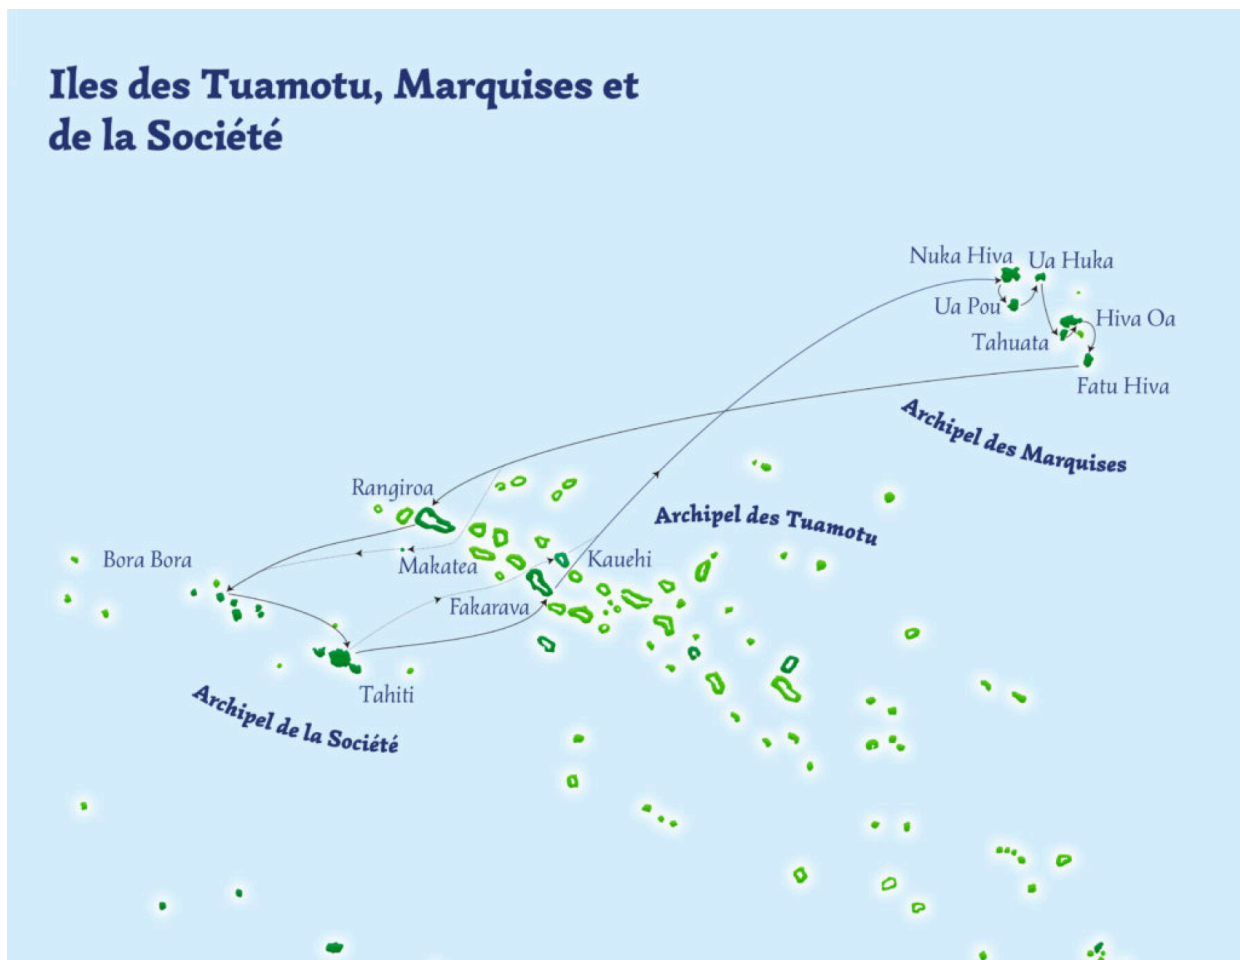 Iles des Tuamotu, Marquises et
de la Société
Nuka Hiva
Ua Huka
Ua Pou
Hiva Oa
Tahuata
Fatu Hiva
Archipel des Marquises
Rangiroa
Archipel des Tuamotu
Bora Bora
Makatea
Kauehi
Fakarava
Tahiti
Archipel de la Société